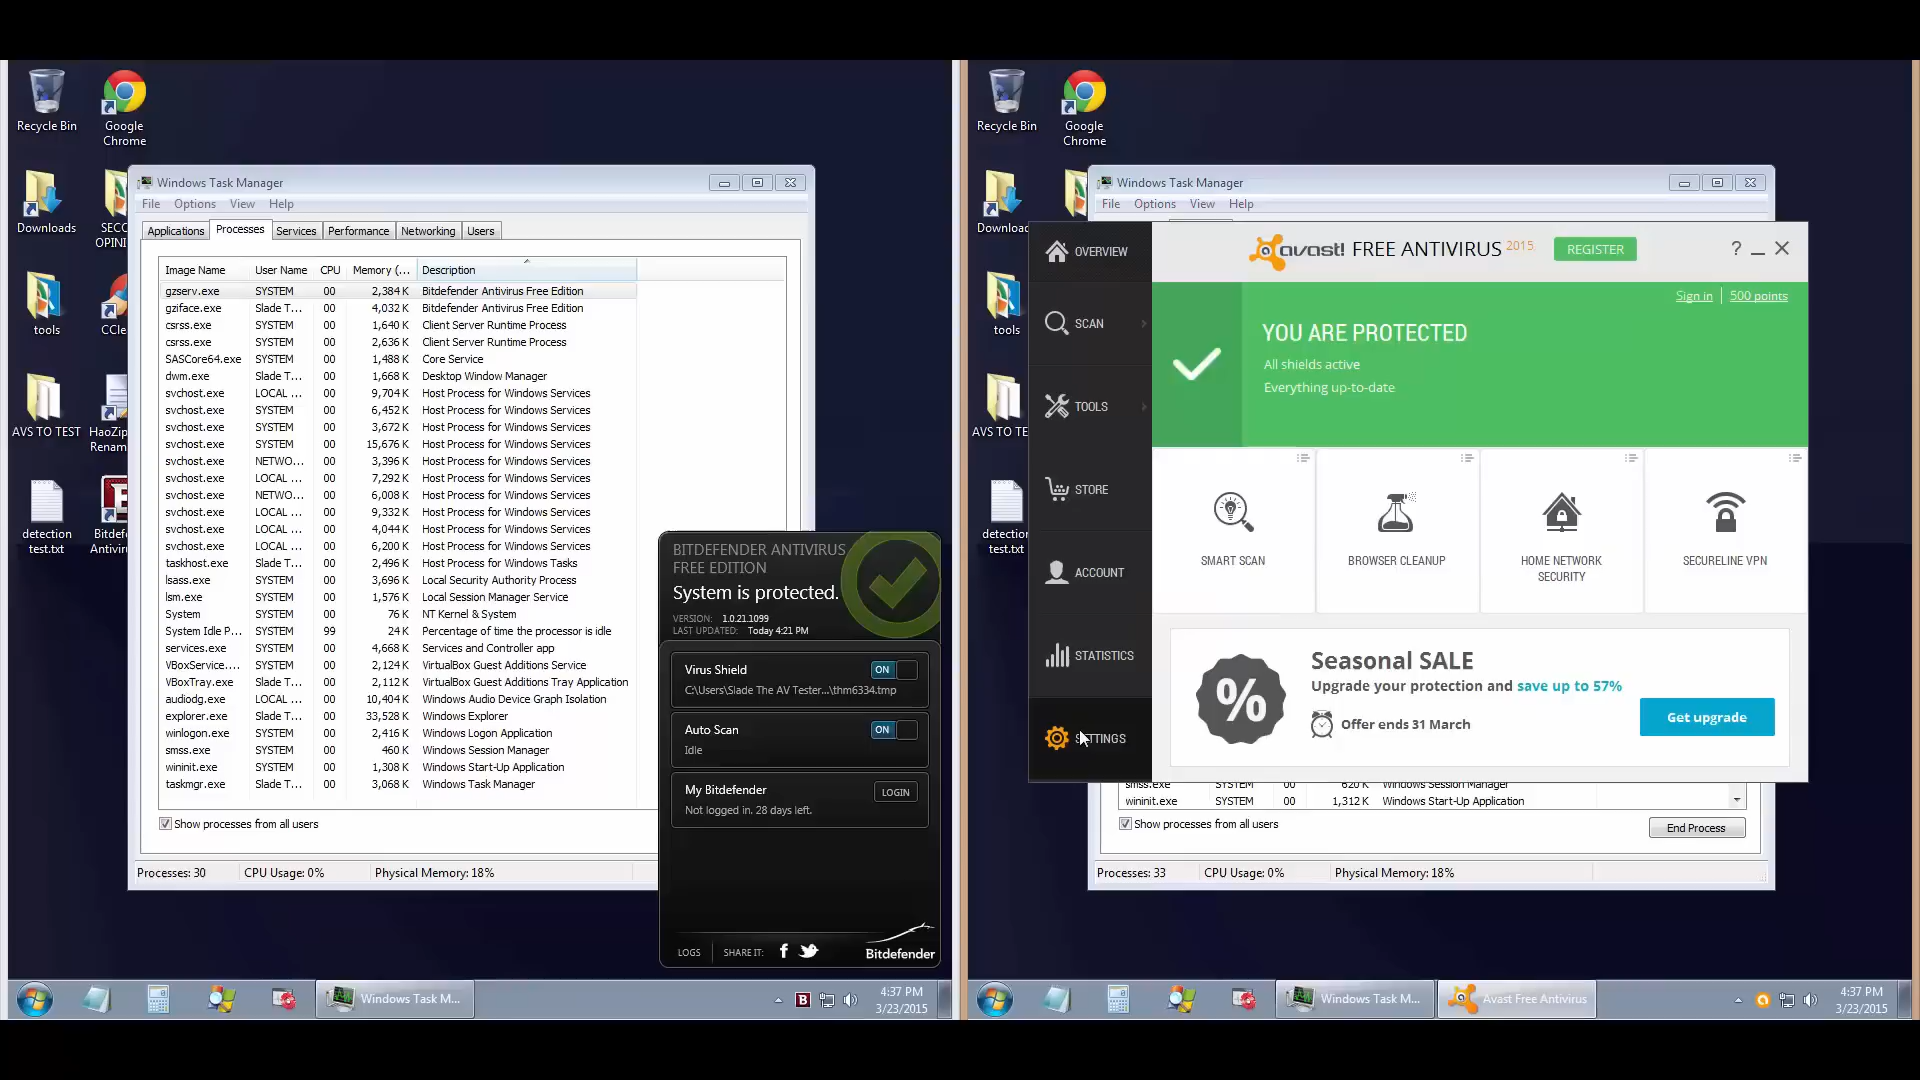 Recycle Bin
Google
Chrome
Downloads
SECO
OPINI
tools
CCle
AVS TO TEST
HaoZip
Renam
detection
test.txt
Bitdef
Antivir
Windows Task Manager
File Options View Help
Applications Processes Services Performance Networking Users
Image Name User Name CPU Memory (... Description
gzserv.exe SYSTEM 00 2,384 K Bitdefender Antivirus Free Edition
gziface.exe Slade T... 00 4,032 K Bitdefender Antivirus Free Edition
csrss.exe SYSTEM 00 1,640 K Client Server Runtime Process
csrss.exe SYSTEM 00 2,636 K Client Server Runtime Process
SASCore64.exe SYSTEM 00 1,488 K Core Service
dwm.exe Slade T... 00 1,668 K Desktop Window Manager
svchost.exe LOCAL ... 00 9,704 K Host Process for Windows Services
svchost.exe SYSTEM 00 6,452 K Host Process for Windows Services
svchost.exe SYSTEM 00 3,672 K Host Process for Windows Services
svchost.exe SYSTEM 00 15,676 K Host Process for Windows Services
svchost.exe NETWO... 00 3,396 K Host Process for Windows Services
svchost.exe LOCAL ... 00 7,292 K Host Process for Windows Services
svchost.exe NETWO... 00 6,008 K Host Process for Windows Services
svchost.exe LOCAL ... 00 9,332 K Host Process for Windows Services
svchost.exe SYSTEM 00 4,044 K Host Process for Windows Services
svchost.exe LOCAL ... 00 6,200 K Host Process for Windows Services
taskhost.exe Slade T... 00 2,496 K Host Process for Windows Tasks
lsass.exe SYSTEM 00 3,696 K Local Security Authority Process
lsm.exe SYSTEM 00 1,576 K Local Session Manager Service
System SYSTEM 00 76 K NT Kernel & System
System Idle P... SYSTEM 99 24 K Percentage of time the processor is idle
services.exe SYSTEM 00 4,668 K Services and Controller app
VBoxService.... SYSTEM 00 2,124 K VirtualBox Guest Additions Service
VBoxTray.exe Slade T... 00 2,112 K VirtualBox Guest Additions Tray Application
audiodg.exe LOCAL ... 00 10,404 K Windows Audio Device Graph Isolation
explorer.exe Slade T... 00 33,528 K Windows Explorer
winlogon.exe SYSTEM 00 2,416 K Windows Logon Application
smss.exe SYSTEM 00 460 K Windows Session Manager
wininit.exe SYSTEM 00 1,308 K Windows Start-Up Application
taskmgr.exe Slade T... 00 3,068 K Windows Task Manager
Show processes from all users
Processes: 30 CPU Usage: 0% Physical Memory: 18%
BITDEFENDER ANTIVIRUS
FREE EDITION
System is protected.
VERSION: 1.0.21.1099
LAST UPDATED: Today 4:21 PM
Virus Shield ON
C:\Users\Slade The AV Tester...\thm6334.tmp
Auto Scan ON
Idle
My Bitdefender LOGIN
Not logged in. 28 days left.
LOGS SHARE IT: Bitdefender
Windows Task M...
4:37 PM
3/23/2015
Recycle Bin
Google
Chrome
Downloac
tools
AVS TO TE
detection
test.txt
Windows Task Manager
File Options View Help
OVERVIEW
SCAN
TOOLS
STORE
ACCOUNT
STATISTICS
SETTINGS
avast! FREE ANTIVIRUS 2015 REGISTER ?
Sign in 500 points
YOU ARE PROTECTED
All shields active
Everything up-to-date
SMART SCAN
BROWSER CLEANUP
HOME NETWORK
SECURITY
SECURELINE VPN
%
Seasonal SALE
Upgrade your protection and save up to 57%
Offer ends 31 March
Get upgrade
smss.exe SYSTEM 00 620 K Windows Session Manager
wininit.exe SYSTEM 00 1,312 K Windows Start-Up Application
Show processes from all users
End Process
Processes: 33 CPU Usage: 0% Physical Memory: 18%
Windows Task M...
Avast Free Antivirus
4:37 PM
3/23/2015